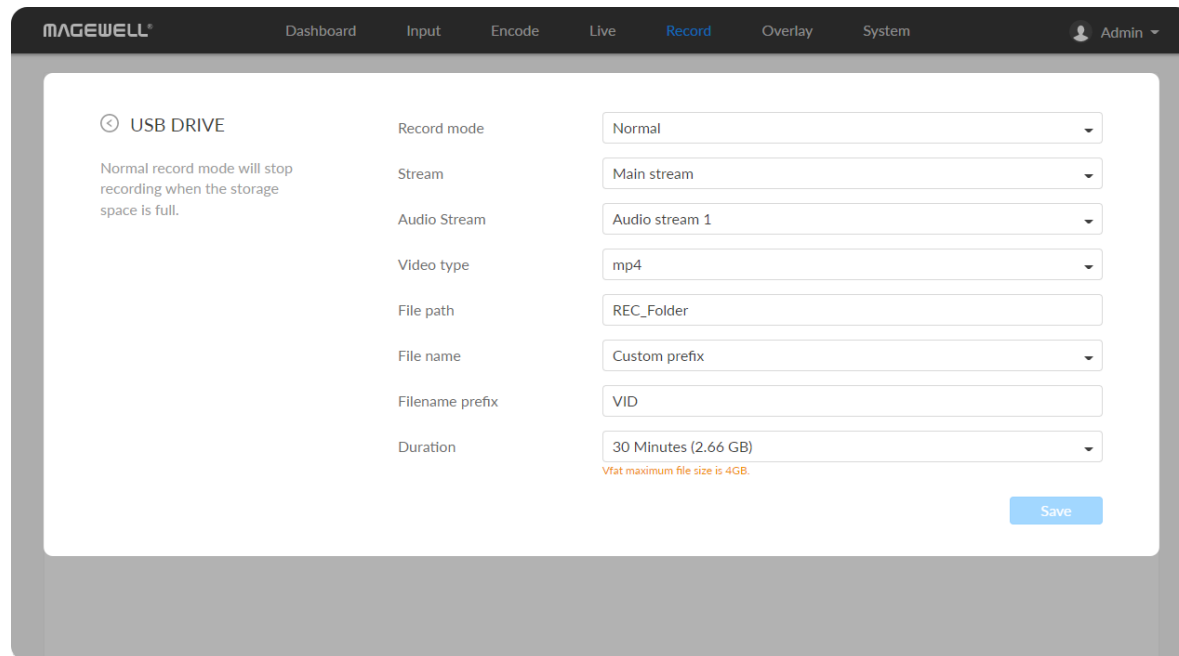 MAGEWELL®
Dashboard Input Encode Live Record Overlay System Admin
USB DRIVE
Normal record mode will stop
recording when the storage
space is full.
Record mode Normal
Stream Main stream
Audio Stream Audio stream 1
Video type mp4
File path REC_Folder
File name Custom prefix
Filename prefix VID
Duration 30 Minutes (2.66 GB)
Vfat maximum file size is 4GB.
Save